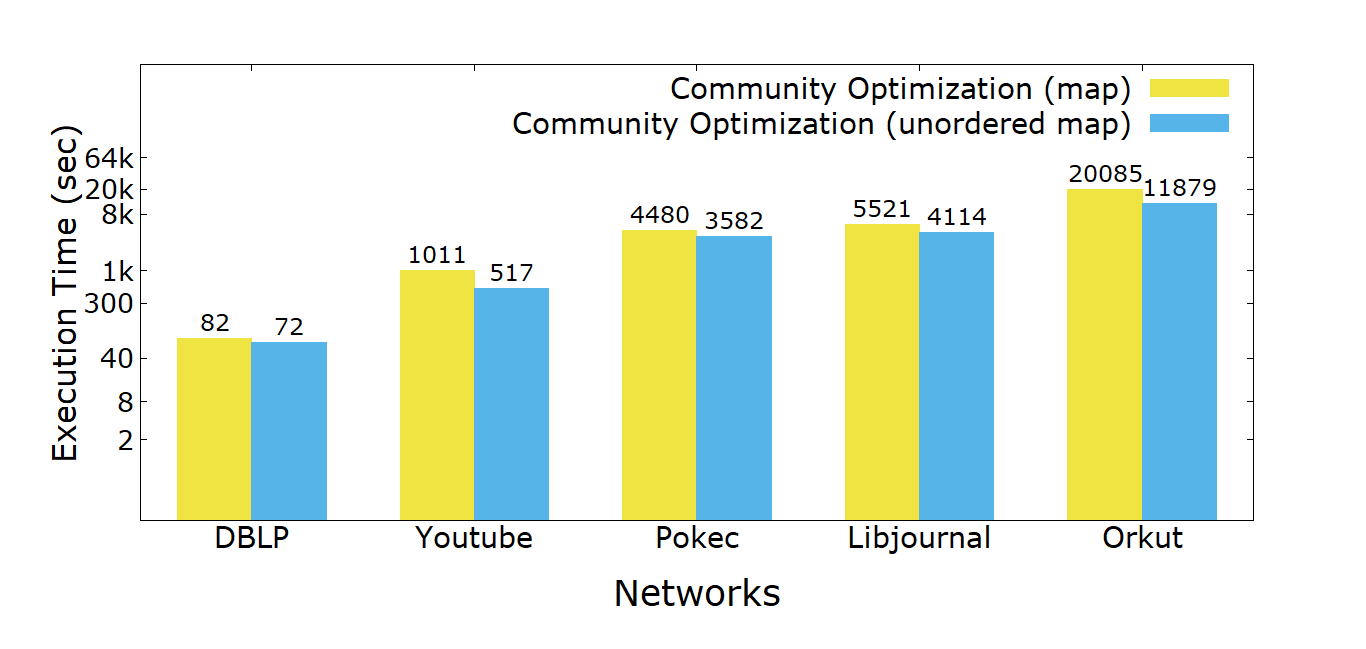 Community Optimization (map)
Community Optimization (unordered map)
Execution Time (sec)
64k
20k
8k
1k
300
40
8
2
82
72
1011
517
4480
3582
5521
4114
20085
11879
DBLP
Youtube
Pokec
Libjournal
Orkut
Networks